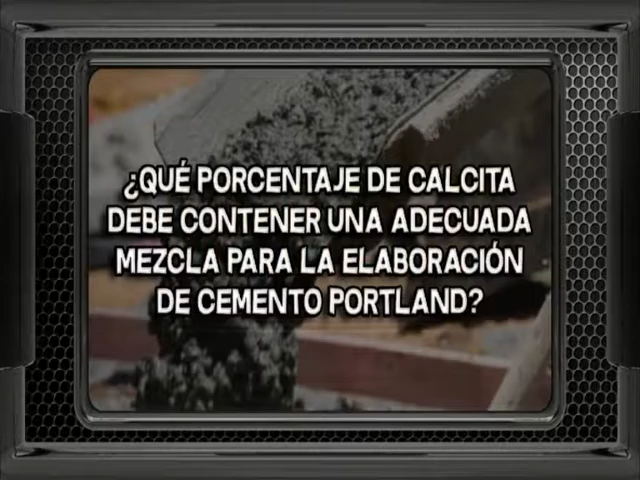 ¿QUÉ PORCENTAJE DE CALCITA
DEBE CONTENER UNA ADECUADA
MEZCLA PARA LA ELABORACIÓN
DE CEMENTO PORTLAND?